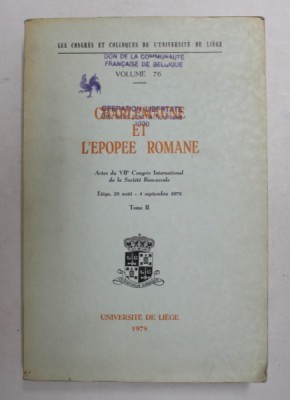 LES CONGRÈS ET COLLOQUES DE L'UNIVERSITÉ DE LIÈGE
DON DE LA COMMUNAUTÉ
FRANÇAISE DE BELGIQUE
VOLUME 76
OPERATION LIBERTATE
CHARLEMAGNE
1990
ET
L'EPOPEE ROMANE
Actes du VIIe Congrès International
de la Société Rencesvals
Liège, 28 août - 4 septembre 1976
Tome II
UNIVERSITÉ DE LIÈGE
1978